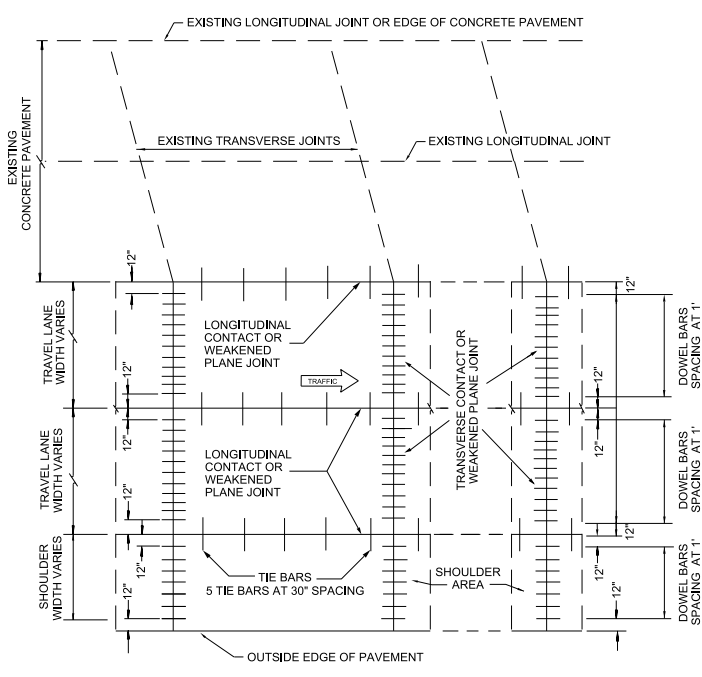 EXISTING LONGITUDINAL JOINT OR EDGE OF CONCRETE PAVEMENT
EXISTING
CONCRETE PAVEMENT
EXISTING TRANSVERSE JOINTS
EXISTING LONGITUDINAL JOINT
12"
12"
TRAVEL LANE
WIDTH VARIES
LONGITUDINAL
CONTACT OR
WEAKENED
PLANE JOINT
TRAFFIC
TRANSVERSE CONTACT OR
WEAKENED PLANE JOINT
DOWEL BARS
SPACING AT 1'
12"
12"
12"
12"
TRAVEL LANE
WIDTH VARIES
LONGITUDINAL
CONTACT OR
WEAKENED
PLANE JOINT
DOWEL BARS
SPACING AT 1'
12"
12"
SHOULDER
WIDTH VARIES
12"
12"
TIE BARS
5 TIE BARS AT 30" SPACING
SHOULDER
AREA
12"
12"
DOWEL BARS
SPACING AT 1'
OUTSIDE EDGE OF PAVEMENT